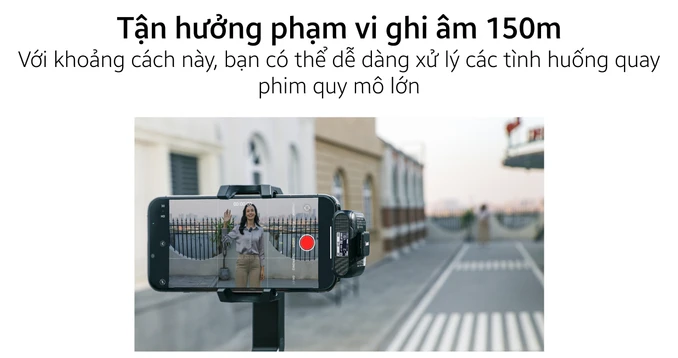 Tận hưởng phạm vi ghi âm 150m
Với khoảng cách này, bạn có thể dễ dàng xử lý các tình huống quay
phim quy mô lớn